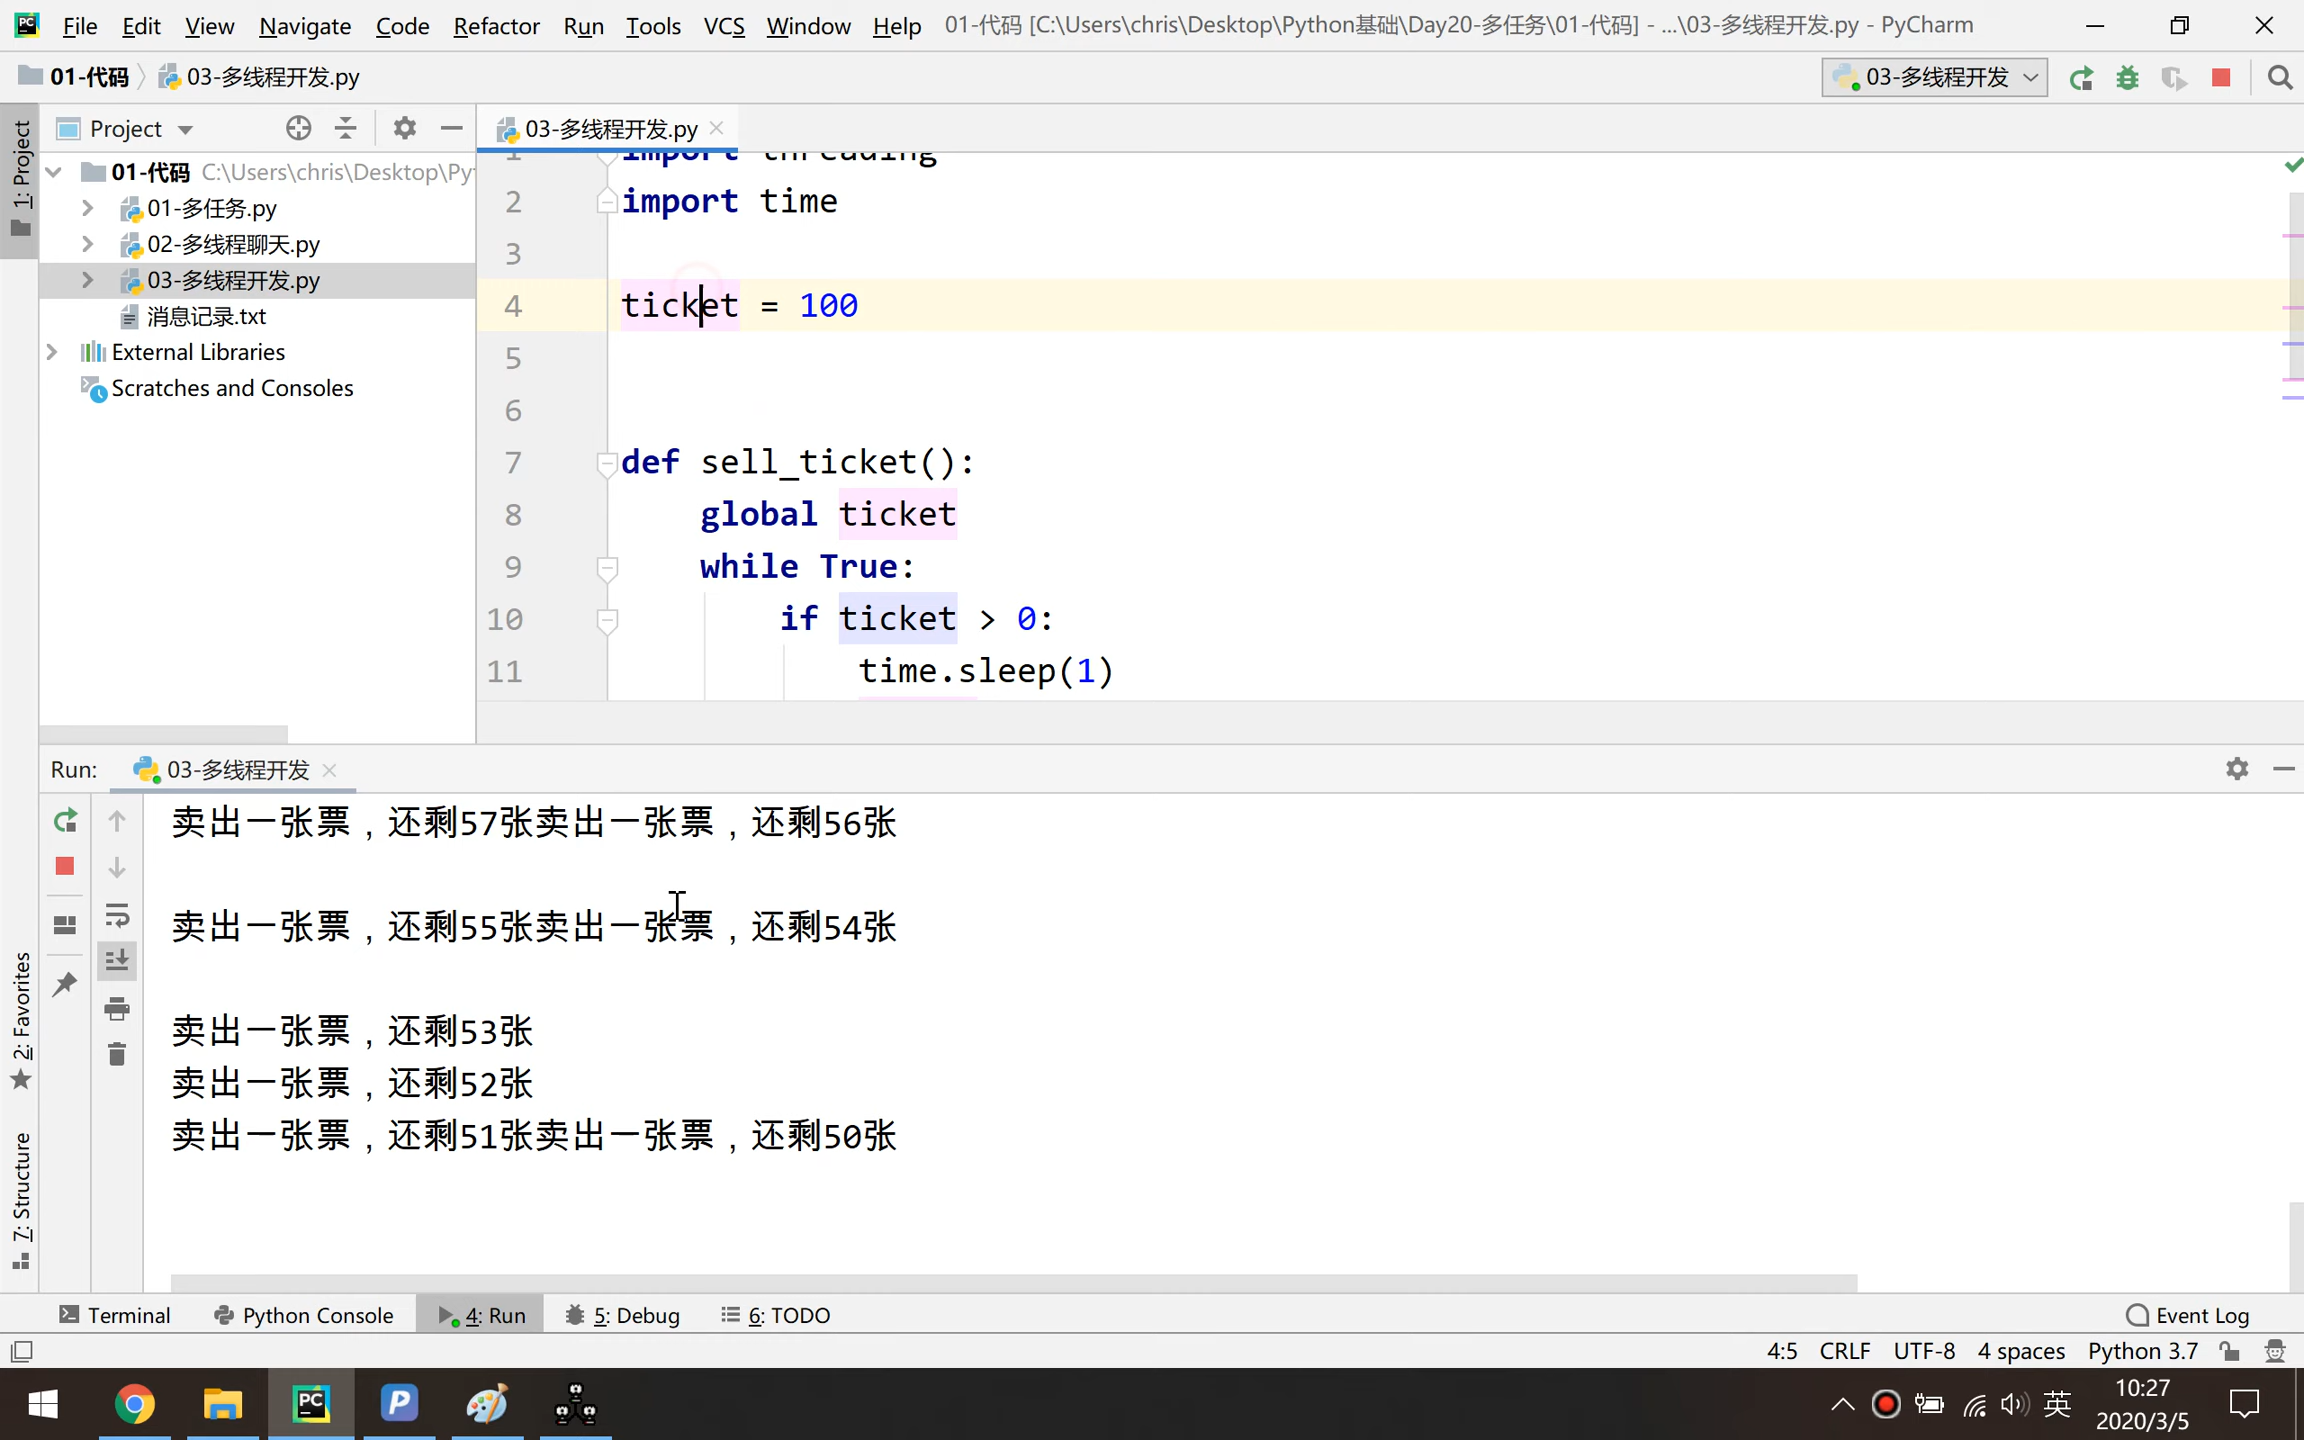 File Edit View Navigate Code Refactor Run Tools VCS Window Help 01-代码 [C:\Users\chris\Desktop\Python基础\Day20-多任务\01-代码] - ...\03-多线程开发.py - PyCharm
01-代码 03-多线程开发.py 03-多线程开发
1: Project
Project
01-代码 C:\Users\chris\Desktop\Py
01-多任务.py
02-多线程聊天.py
03-多线程开发.py
消息记录.txt
External Libraries
Scratches and Consoles
03-多线程开发.py
1 import threading
2 import time
3
4 ticket = 100
5
6
7 def sell_ticket():
8 global ticket
9 while True:
10 if ticket > 0:
11 time.sleep(1)
Run: 03-多线程开发
卖出一张票，还剩57张卖出一张票，还剩56张
卖出一张票，还剩55张卖出一张票，还剩54张
卖出一张票，还剩53张
卖出一张票，还剩52张
卖出一张票，还剩51张卖出一张票，还剩50张
2: Favorites
7: Structure
Terminal Python Console 4: Run 5: Debug 6: TODO Event Log
4:5 CRLF UTF-8 4 spaces Python 3.7
英 10:27
2020/3/5